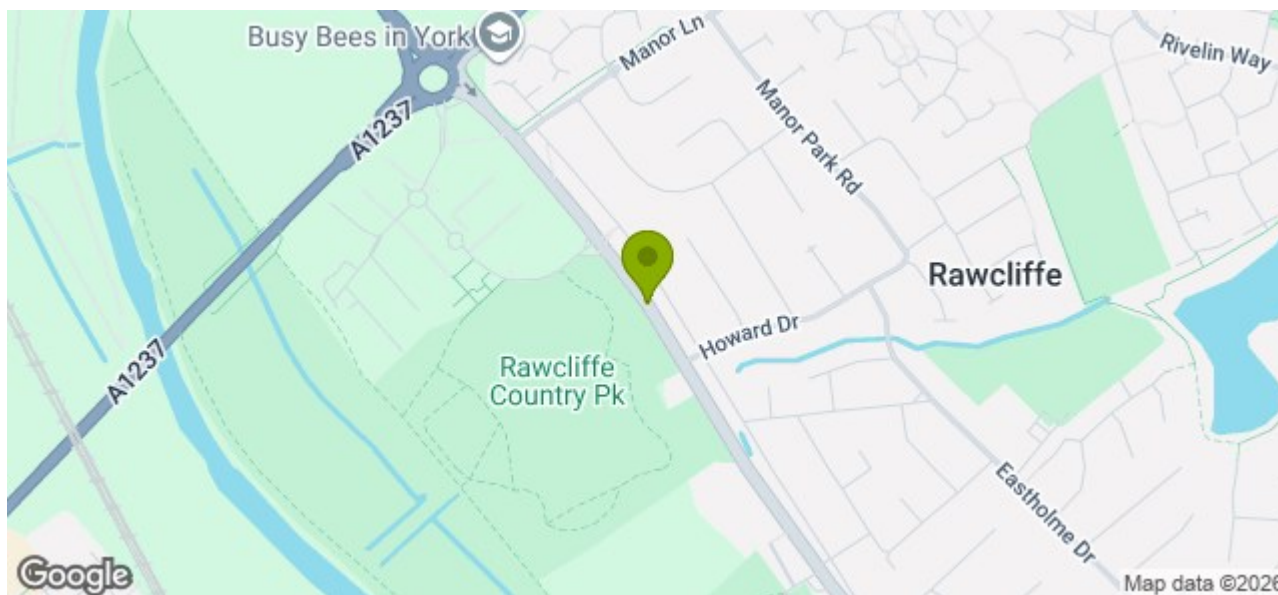 Busy Bees in York
Manor Ln
Rivelin Way
A1237
Manor Park Rd
Rawcliffe
Howard Dr
A1237
Rawcliffe
Country Pk
Eastholme Dr
Google
Map data ©2026